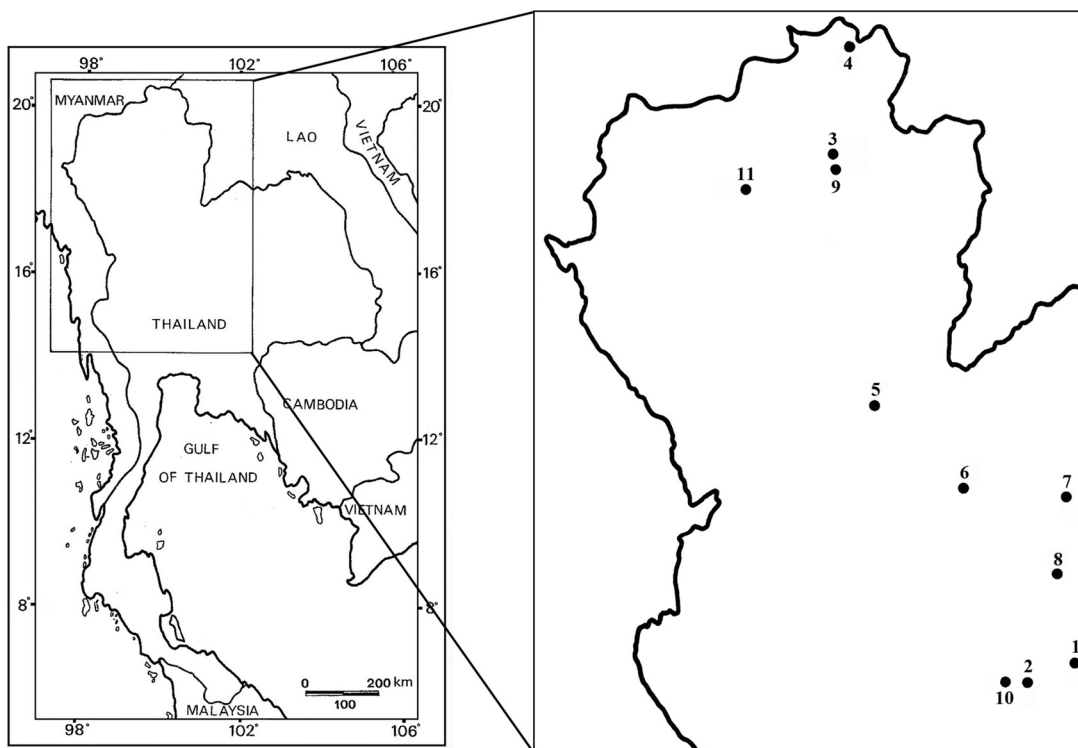 98° 102° 106°
MYANMAR
20° 20°
LAO
VIETNAM
16° 16°
THAILAND
CAMBODIA
12° 12°
GULF
OF THAILAND
VIETNAM
8° 8°
0 200 km
100
MALAYSIA
98° 102° 106°
4
3
11 9
5
6
7
8
1
2
10